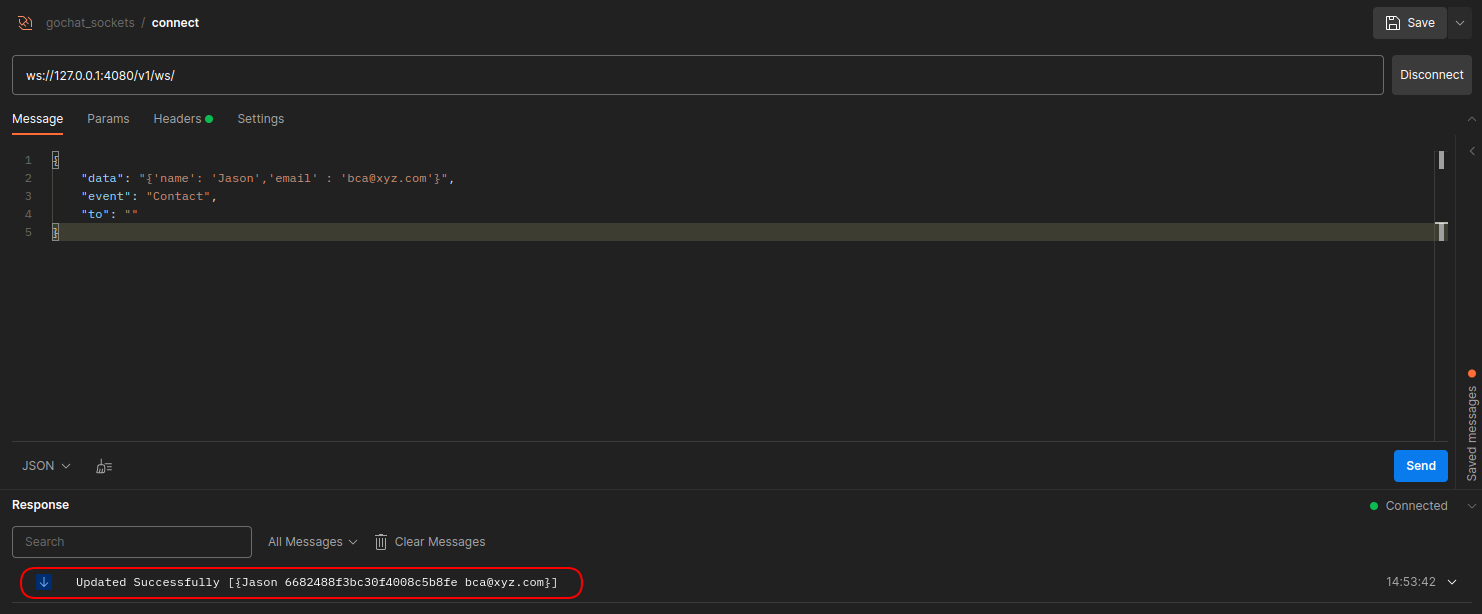 gochat_sockets / connect
Save
ws://127.0.0.1:4080/v1/ws/
Disconnect
Message Params Headers Settings
1 {
2 "data": "{'name': 'Jason','email' : 'bca@xyz.com'}",
3 "event": "Contact",
4 "to": ""
5 }
Saved messages
JSON
Send
Response
Connected
Search
All Messages
Clear Messages
Updated Successfully [{Jason 6682488f3bc30f4008c5b8fe bca@xyz.com}]
14:53:42